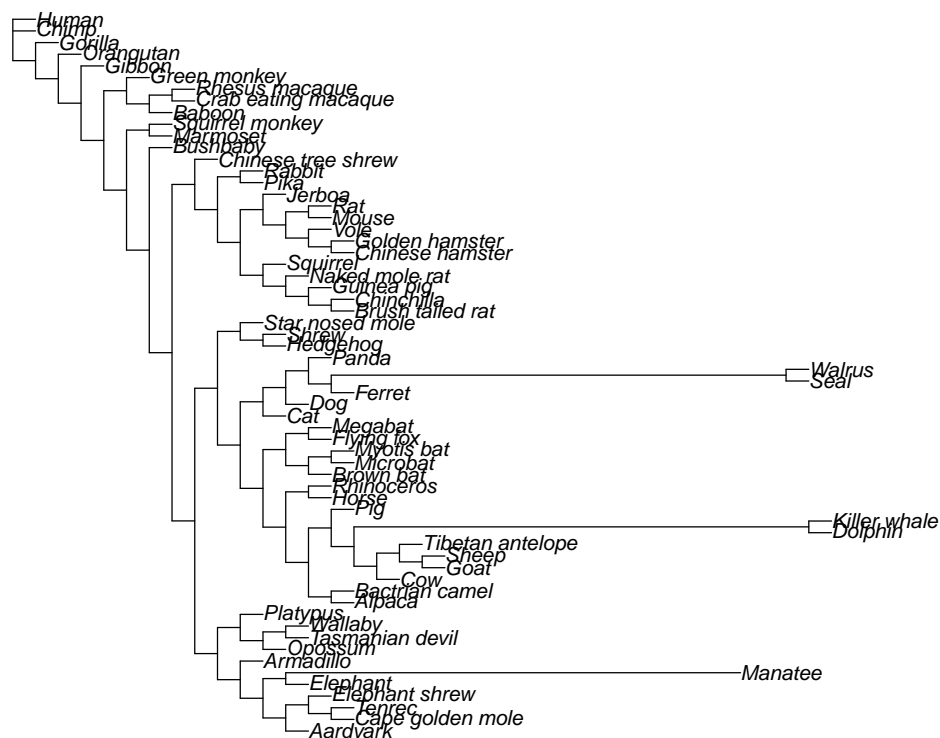 Human
Chimp
Gorilla
Orangutan
Gibbon
Green monkey
Rhesus macaque
Crab eating macaque
Baboon
Squirrel monkey
Marmoset
Bushbaby
Chinese tree shrew
Rabbit
Pika
Jerboa
Rat
Mouse
Vole
Golden hamster
Chinese hamster
Squirrel
Naked mole rat
Guinea pig
Chinchilla
Brush tailed rat
Star nosed mole
Shrew
Hedgehog
Panda
Walrus
Seal
Ferret
Dog
Cat
Megabat
Flying fox
Myotis bat
Microbat
Brown bat
Rhinoceros
Horse
Pig
Killer whale
Dolphin
Tibetan antelope
Sheep
Goat
Cow
Bactrian camel
Alpaca
Platypus
Wallaby
Tasmanian devil
Opossum
Armadillo
Manatee
Elephant
Elephant shrew
Tenrec
Cape golden mole
Aardvark